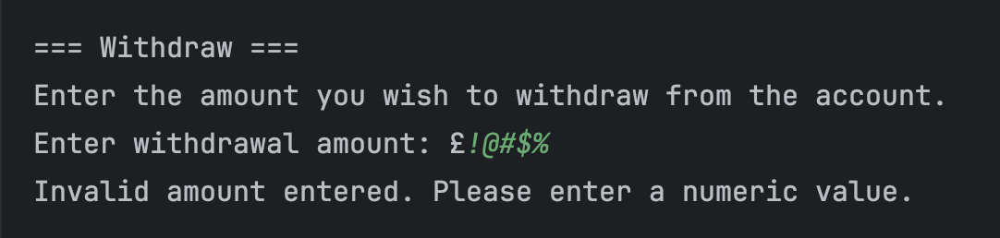 === Withdraw ===
Enter the amount you wish to withdraw from the account.
Enter withdrawal amount: £!@#$%
Invalid amount entered. Please enter a numeric value.